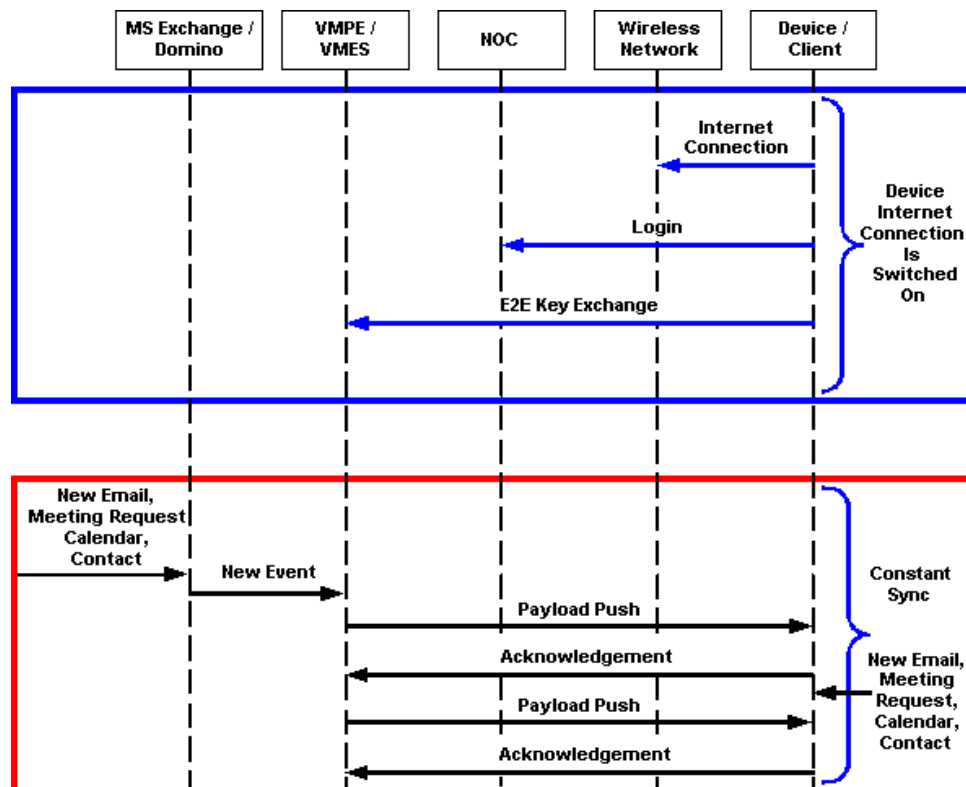 MS Exchange /
Domino
VMPE /
VMES
NOC
Wireless
Network
Device /
Client
Internet
Connection
Login
E2E Key Exchange
Device
Internet
Connection
Is
Switched
On
New Email,
Meeting Request
Calendar,
Contact
New Event
Payload Push
Acknowledgement
Payload Push
Acknowledgement
Constant
Sync
New Email,
Meeting
Request,
Calendar,
Contact